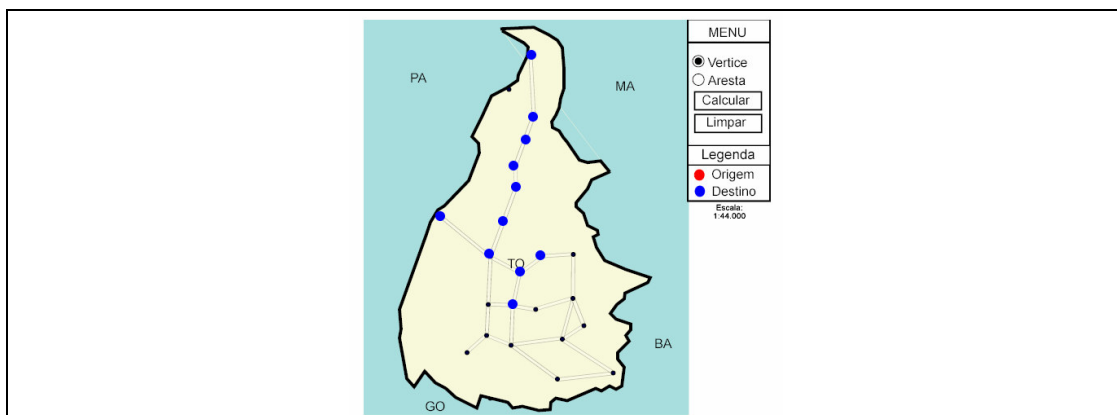 PA
MA
TO
BA
GO
MENU
Vertice
Aresta
Calcular
Limpar
Legenda
Origem
Destino
Escala:
1:44.000